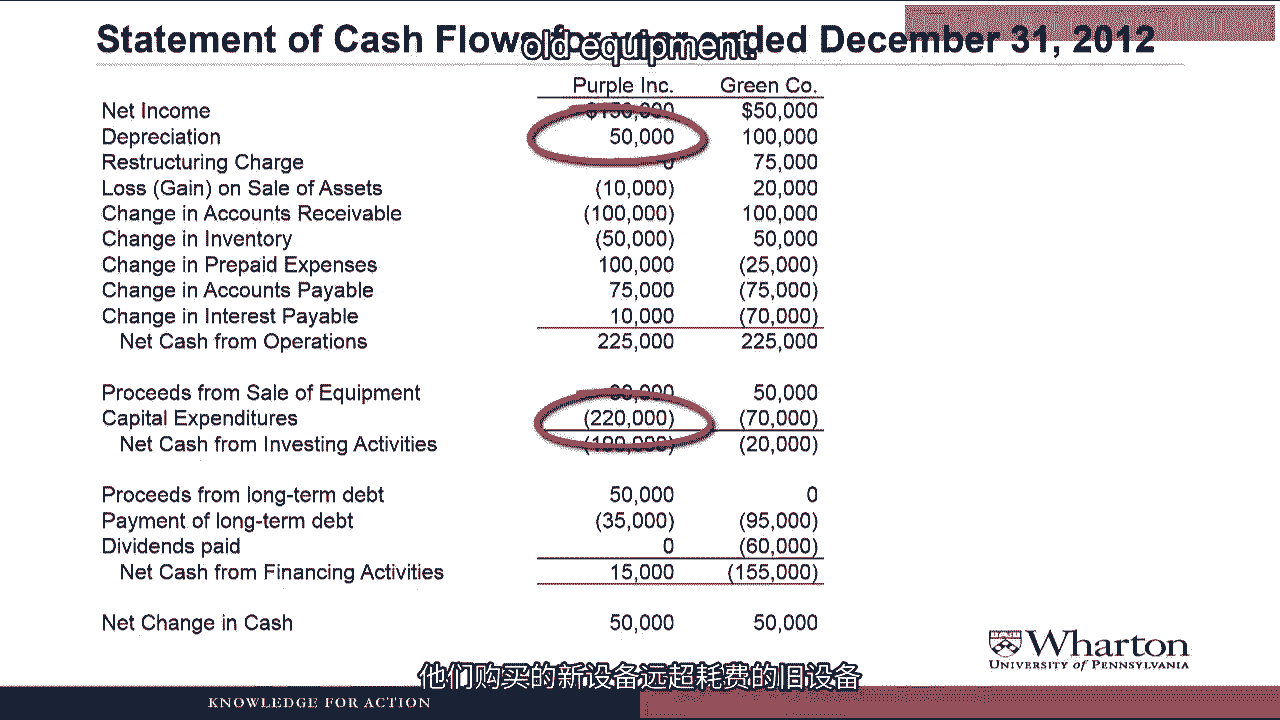 Statement of Cash Flows for year ended December 31, 2012
old equipment.
Purple Inc. Green Co.
Net Income $150,000 $50,000
Depreciation 50,000 100,000
Restructuring Charge 0 75,000
Loss (Gain) on Sale of Assets (10,000) 20,000
Change in Accounts Receivable (100,000) 100,000
Change in Inventory (50,000) 50,000
Change in Prepaid Expenses 100,000 (25,000)
Change in Accounts Payable 75,000 (75,000)
Change in Interest Payable 10,000 (70,000)
Net Cash from Operations 225,000 225,000
Proceeds from Sale of Equipment 50,000
Capital Expenditures (220,000) (70,000)
Net Cash from Investing Activities (190,000) (20,000)
Proceeds from long-term debt 50,000 0
Payment of long-term debt (35,000) (95,000)
Dividends paid 0 (60,000)
Net Cash from Financing Activities 15,000 (155,000)
Net Change in Cash 50,000 50,000
Wharton
UNIVERSITY of PENNSYLVANIA
他们购买的新设备远超耗费的旧设备
KNOWLEDGE FOR ACTION